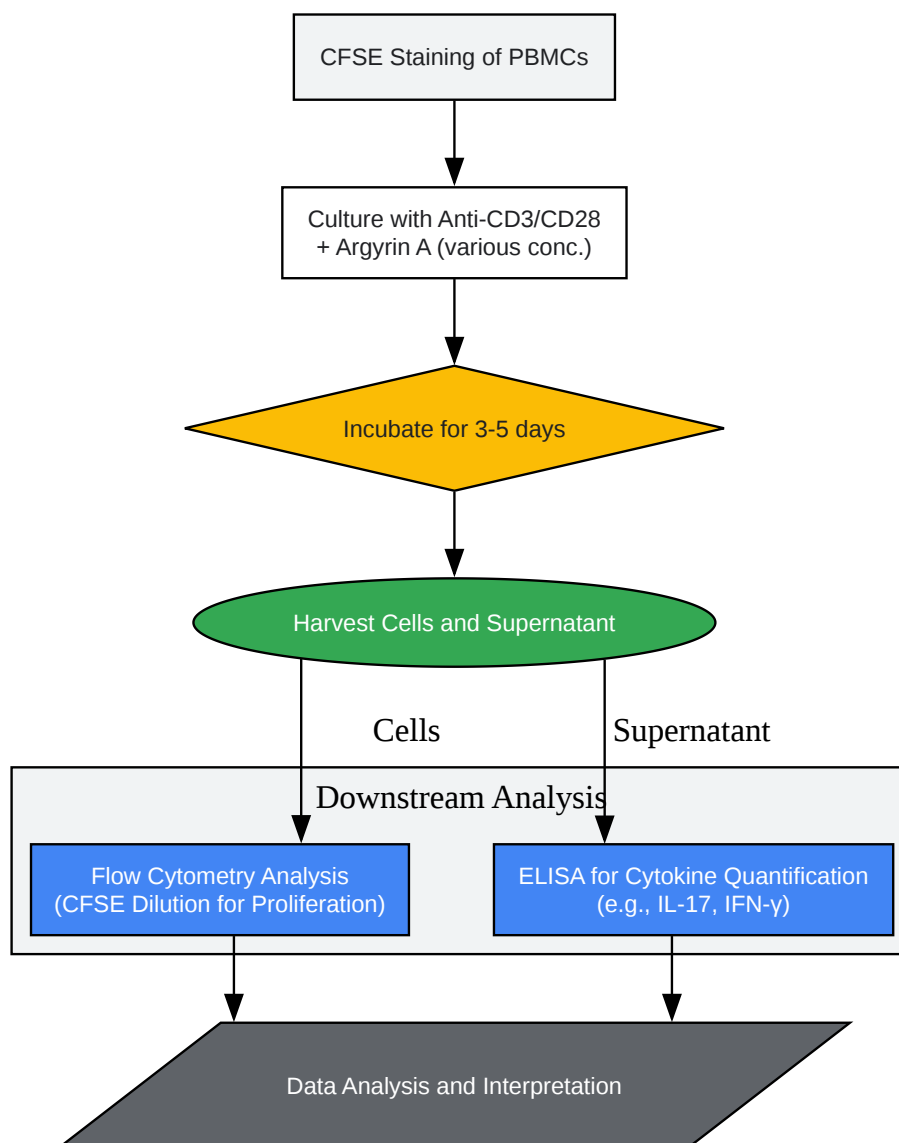 CFSE Staining of PBMCs
Culture with Anti-CD3/CD28
+ Argyrin A (various conc.)
Incubate for 3-5 days
Harvest Cells and Supernatant
Cells
Supernatant
Downstream Analysis
Flow Cytometry Analysis
(CFSE Dilution for Proliferation)
ELISA for Cytokine Quantification
(e.g., IL-17, IFN-γ)
Data Analysis and Interpretation